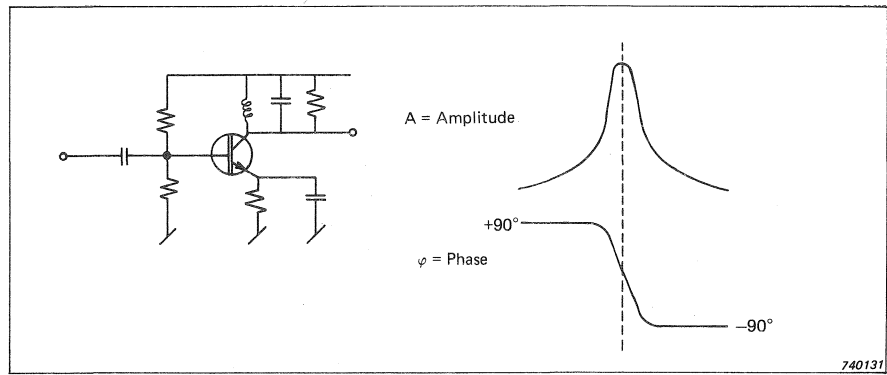 A = Amplitude
+90°
φ = Phase
−90°
740131